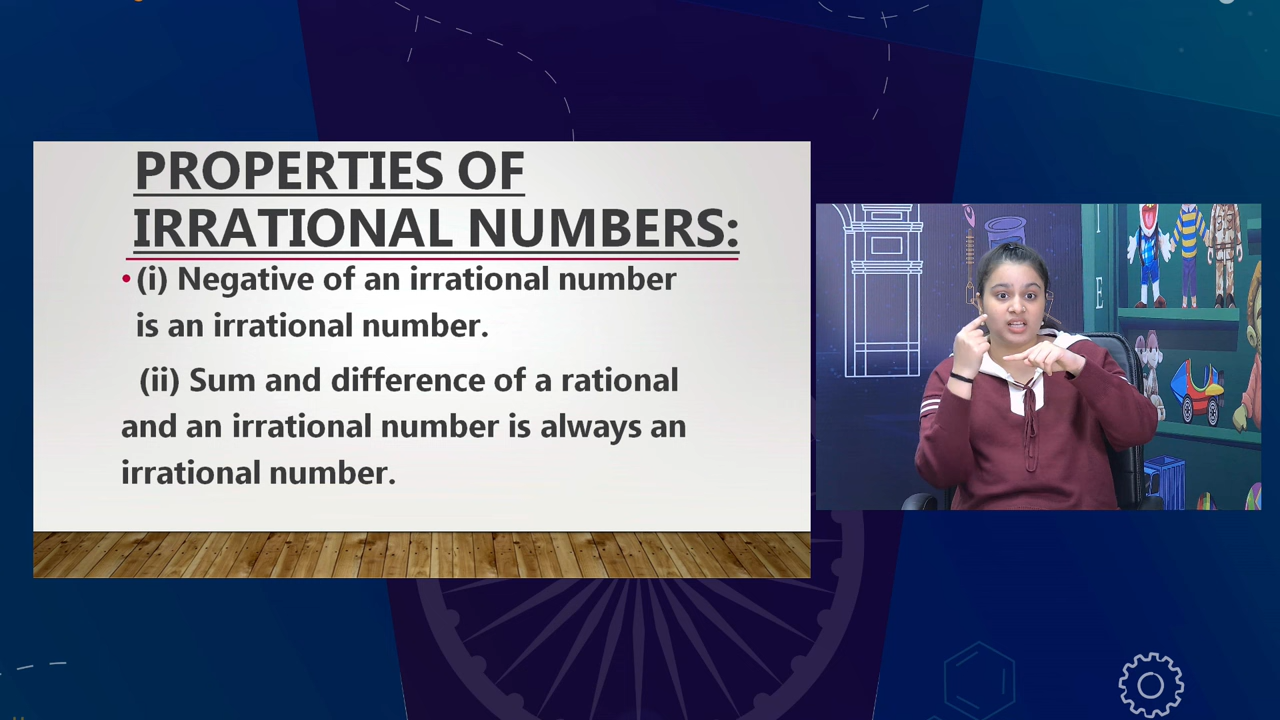 PROPERTIES OF
IRRATIONAL NUMBERS:
• (i) Negative of an irrational number
is an irrational number.
(ii) Sum and difference of a rational
and an irrational number is always an
irrational number.